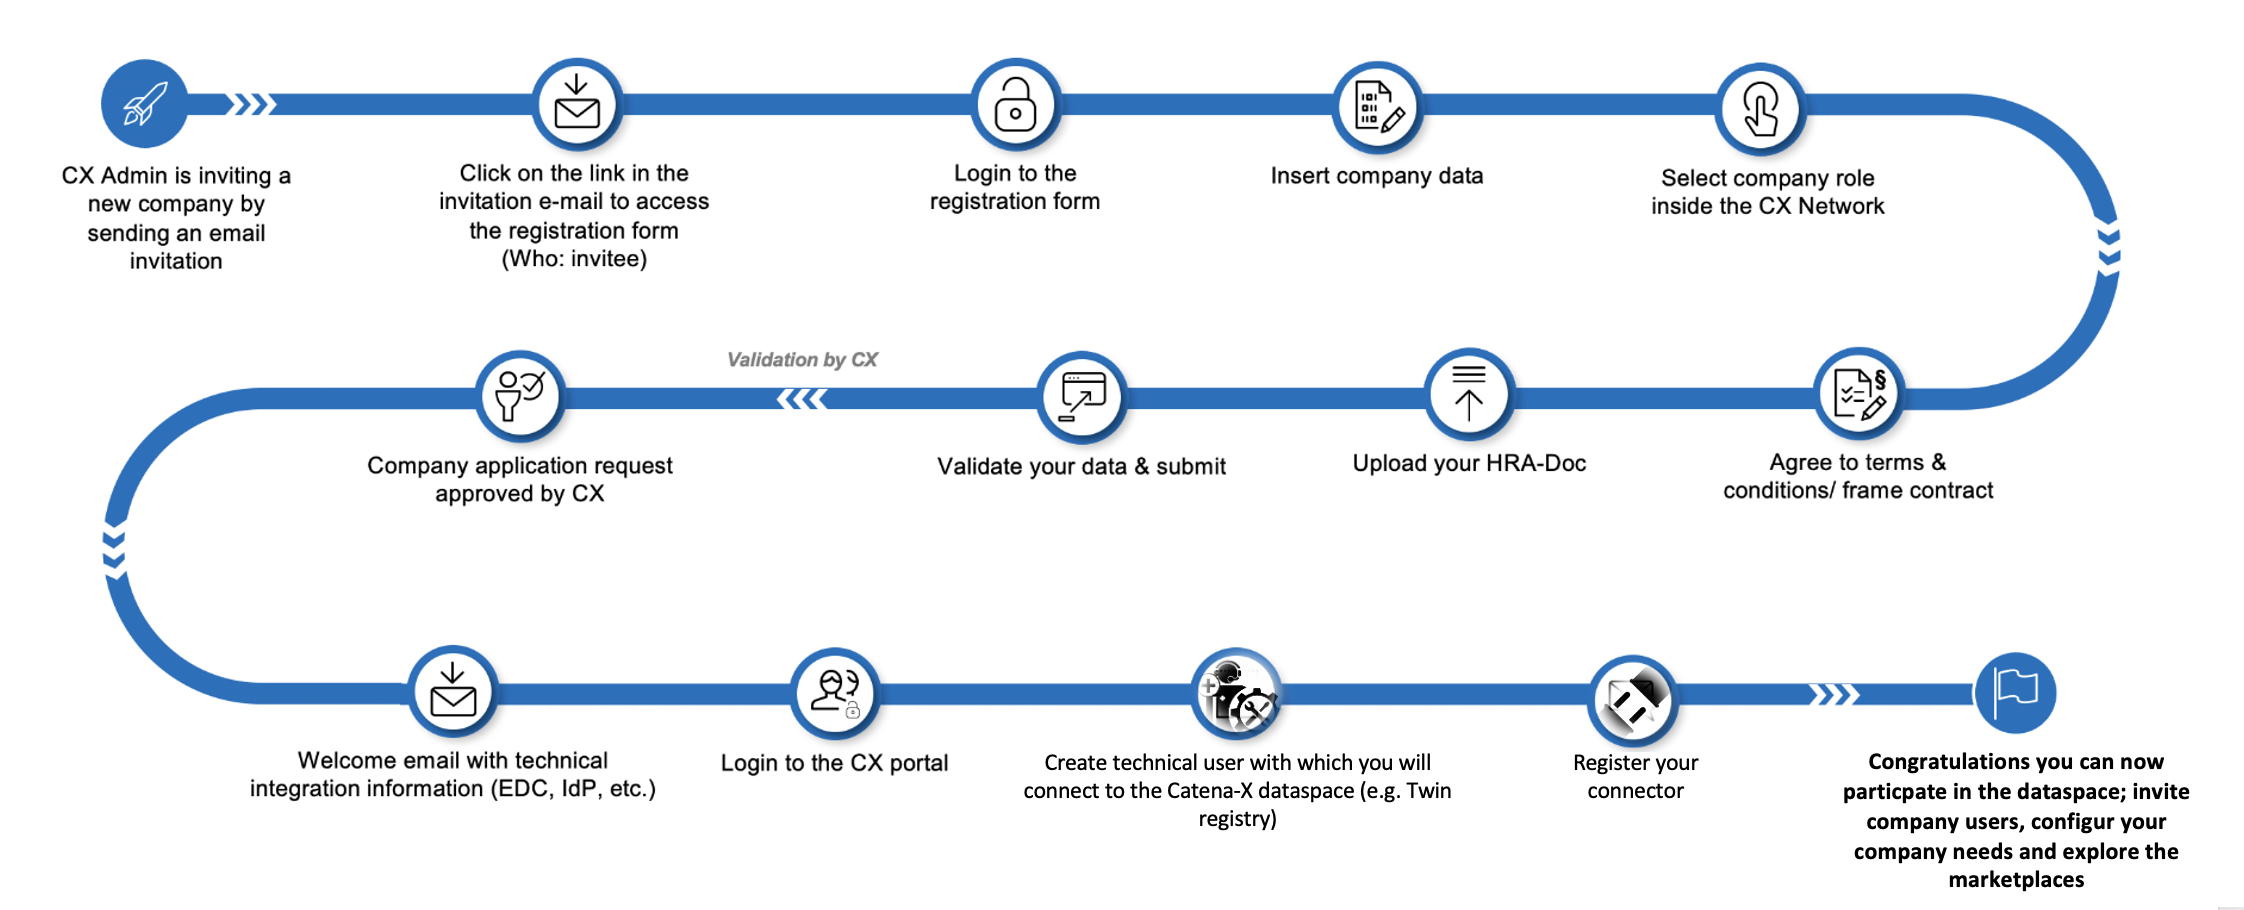 CX Admin is inviting a
new company by
sending an email
invitation
Click on the link in the
invitation e-mail to access
the registration form
(Who: invitee)
Login to the
registration form
Insert company data
Select company role
inside the CX Network
Agree to terms &
conditions/ frame contract
Upload your HRA-Doc
Validate your data & submit
Validation by CX
Company application request
approved by CX
Welcome email with technical
integration information (EDC, IdP, etc.)
Login to the CX portal
Create technical user with which you will
connect to the Catena-X dataspace (e.g. Twin
registry)
Register your
connector
Congratulations you can now
particpate in the dataspace; invite
company users, configur your
company needs and explore the
marketplaces